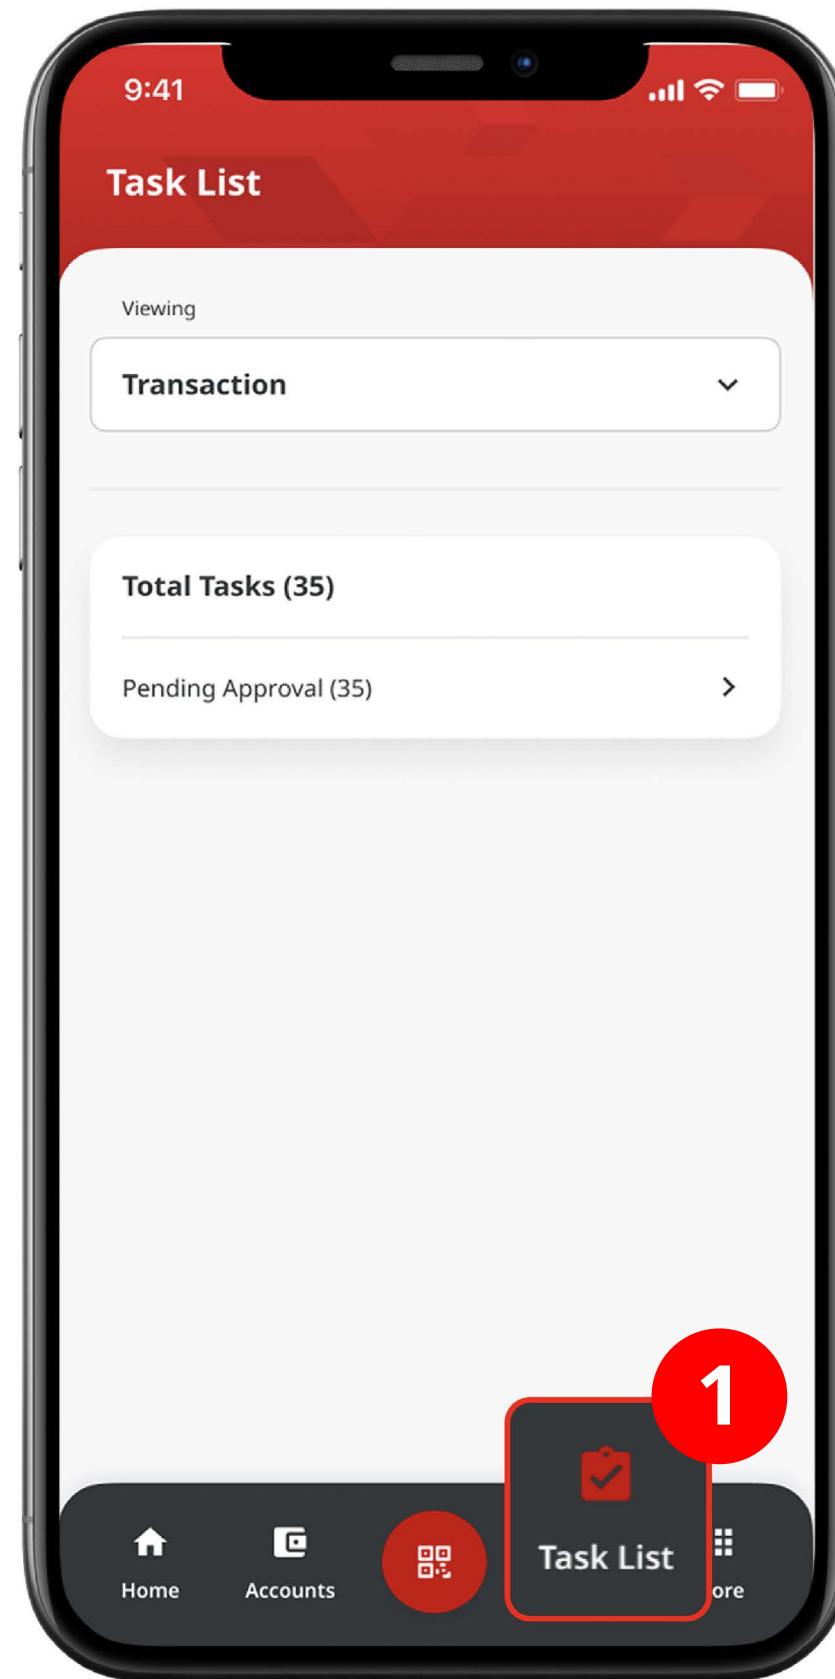 9:41
Task List
Viewing
Transaction
Total Tasks (35)
Pending Approval (35)
1
Task List
Home
Accounts
ore